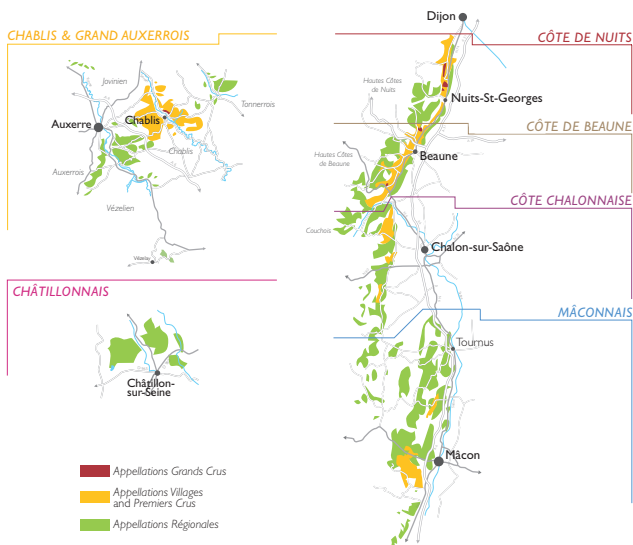 CHABLIS & GRAND AUXERROIS
Jovinien
Tonnerrois
Auxerre
Chablis
Chablis
Auxerrois
Vézelien
Vézelay
CHÂTILLONNAIS
Châtillon-
sur-Seine
Appellations Grands Crus
Appellations Villages
and Premiers Crus
Appellations Régionales
Dijon
CÔTE DE NUITS
Hautes Côtes
de Nuits
Nuits-St-Georges
CÔTE DE BEAUNE
Beaune
Hautes Côtes
de Beaune
CÔTE CHALONNAISE
Couchois
Chalon-sur-Saône
MÂCONNAIS
Tournus
Mâcon